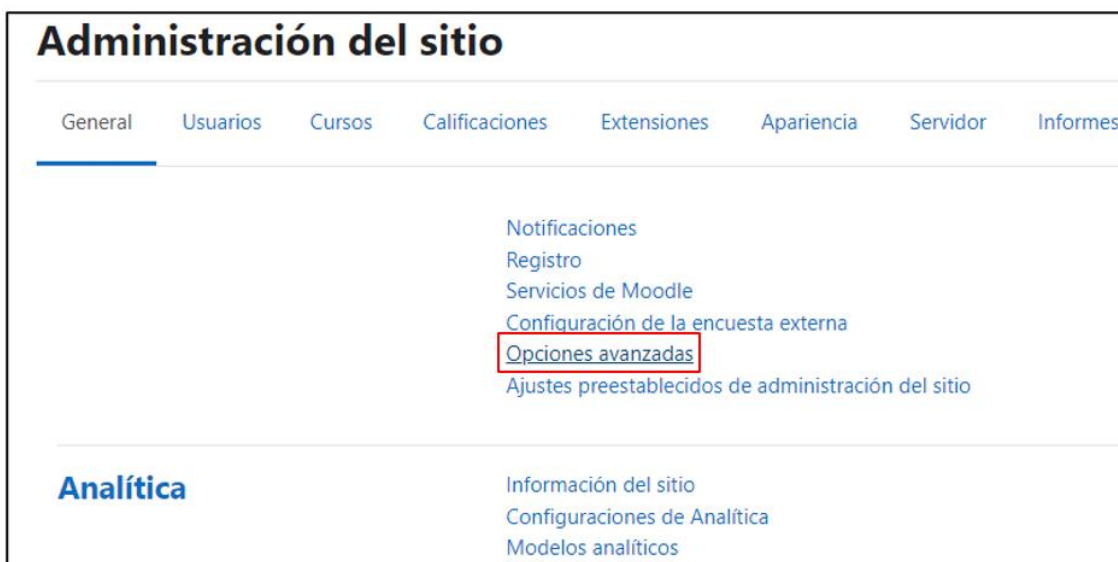 Administración del sitio
General Usuarios Cursos Calificaciones Extensiones Apariencia Servidor Informes
Notificaciones
Registro
Servicios de Moodle
Configuración de la encuesta externa
Opciones avanzadas
Ajustes preestablecidos de administración del sitio
Analítica
Información del sitio
Configuraciones de Analítica
Modelos analíticos